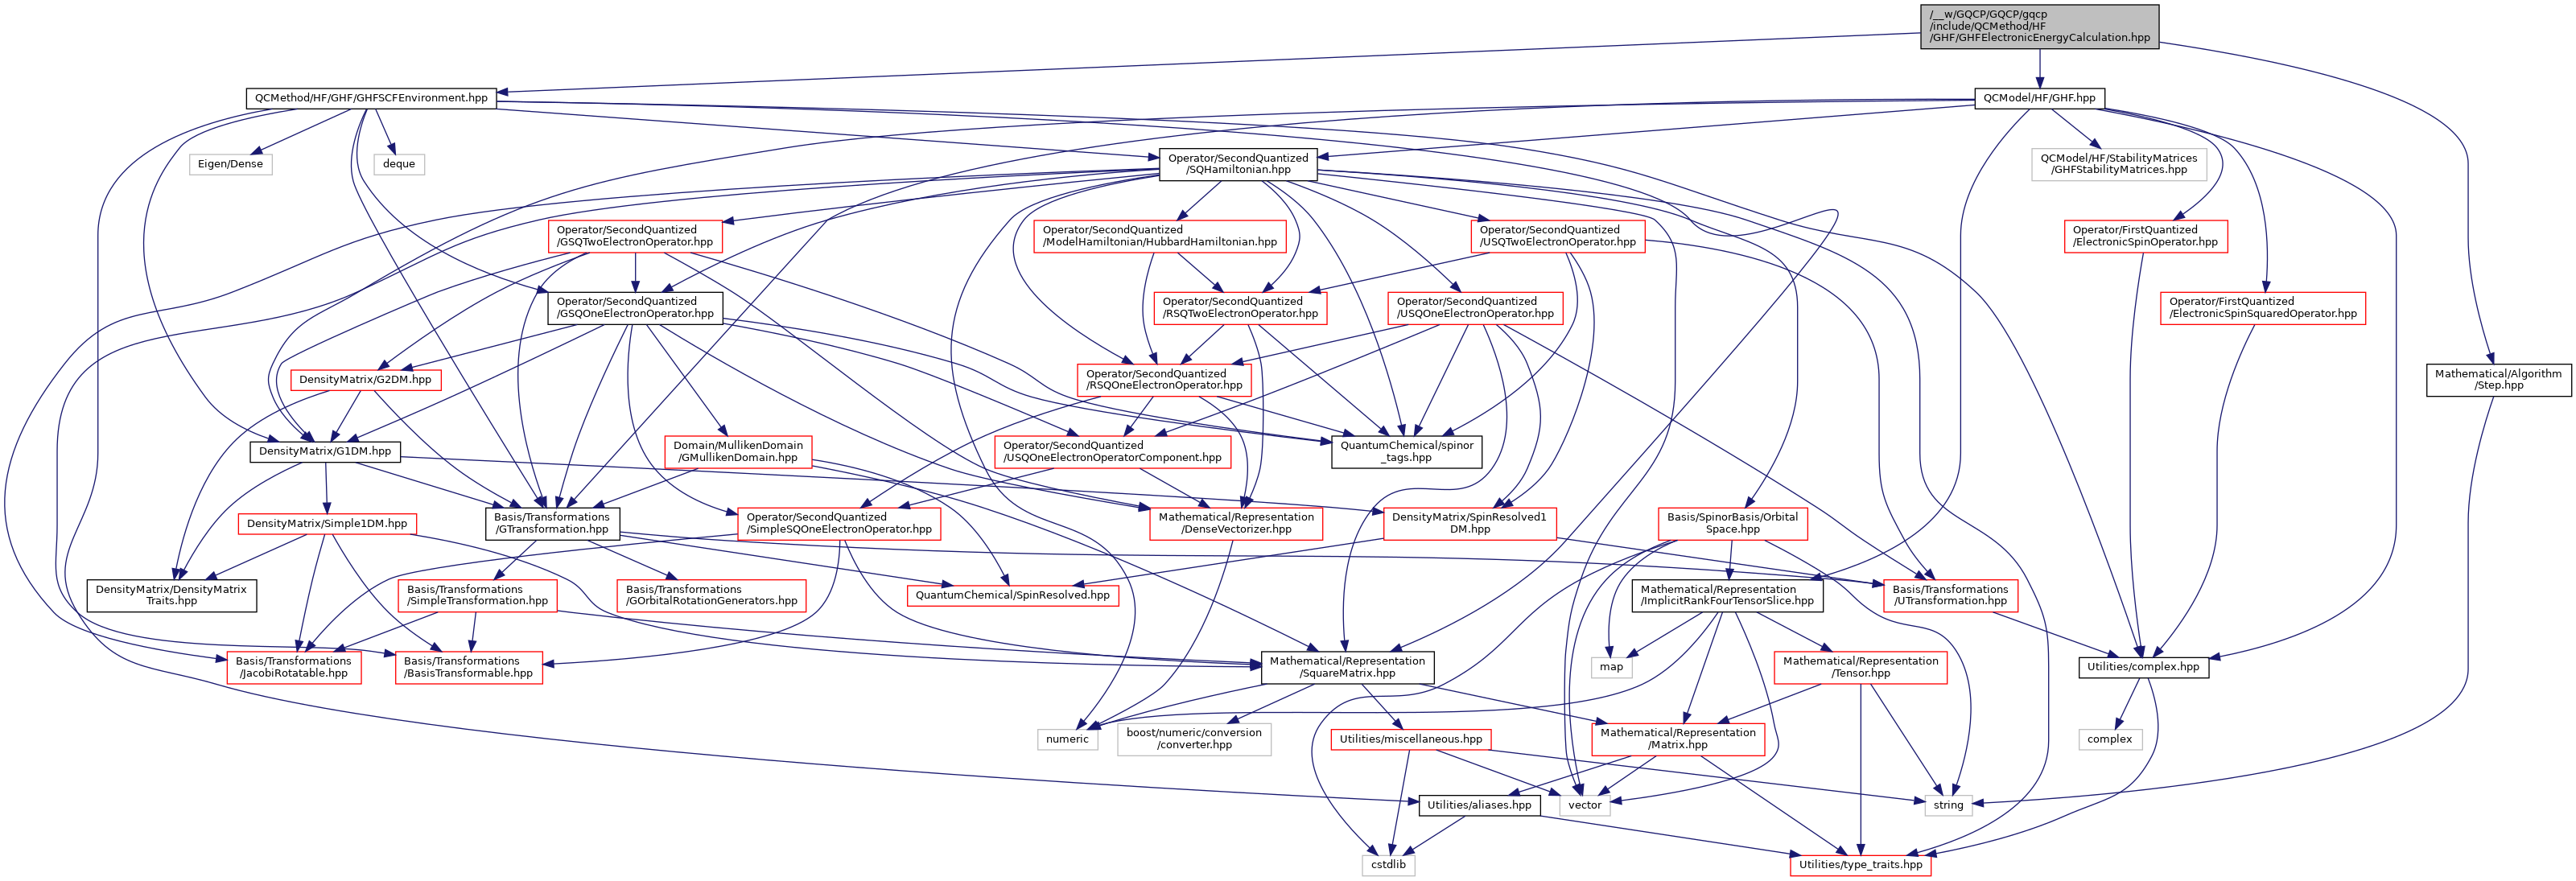 /__w/GQCP/GQCP/gqcp
/include/QCMethod/HF
/GHF/GHFElectronicEnergyCalculation.hpp
QCMethod/HF/GHF/GHFSCFEnvironment.hpp
QCModel/HF/GHF.hpp
Eigen/Dense
deque
Operator/SecondQuantized
/SQHamiltonian.hpp
QCModel/HF/StabilityMatrices
/GHFStabilityMatrices.hpp
Operator/SecondQuantized
/GSQTwoElectronOperator.hpp
Operator/SecondQuantized
/ModelHamiltonian/HubbardHamiltonian.hpp
Operator/SecondQuantized
/USQTwoElectronOperator.hpp
Operator/FirstQuantized
/ElectronicSpinOperator.hpp
Operator/SecondQuantized
/GSQOneElectronOperator.hpp
Operator/SecondQuantized
/RSQTwoElectronOperator.hpp
Operator/SecondQuantized
/USQOneElectronOperator.hpp
Operator/FirstQuantized
/ElectronicSpinSquaredOperator.hpp
DensityMatrix/G2DM.hpp
Operator/SecondQuantized
/RSQOneElectronOperator.hpp
Mathematical/Algorithm
/Step.hpp
DensityMatrix/G1DM.hpp
Domain/MullikenDomain
/GMullikenDomain.hpp
Operator/SecondQuantized
/USQOneElectronOperatorComponent.hpp
QuantumChemical/spinor
_tags.hpp
DensityMatrix/Simple1DM.hpp
Basis/Transformations
/GTransformation.hpp
Operator/SecondQuantized
/SimpleSQOneElectronOperator.hpp
Mathematical/Representation
/DenseVectorizer.hpp
DensityMatrix/SpinResolved1
DM.hpp
Basis/SpinorBasis/Orbital
Space.hpp
DensityMatrix/DensityMatrix
Traits.hpp
Basis/Transformations
/SimpleTransformation.hpp
Basis/Transformations
/GOrbitalRotationGenerators.hpp
QuantumChemical/SpinResolved.hpp
Mathematical/Representation
/ImplicitRankFourTensorSlice.hpp
Basis/Transformations
/UTransformation.hpp
Basis/Transformations
/JacobiRotatable.hpp
Basis/Transformations
/BasisTransformable.hpp
Mathematical/Representation
/SquareMatrix.hpp
map
Mathematical/Representation
/Tensor.hpp
Utilities/complex.hpp
numeric
boost/numeric/conversion
/converter.hpp
Utilities/miscellaneous.hpp
Mathematical/Representation
/Matrix.hpp
complex
Utilities/aliases.hpp
vector
string
cstdlib
Utilities/type_traits.hpp